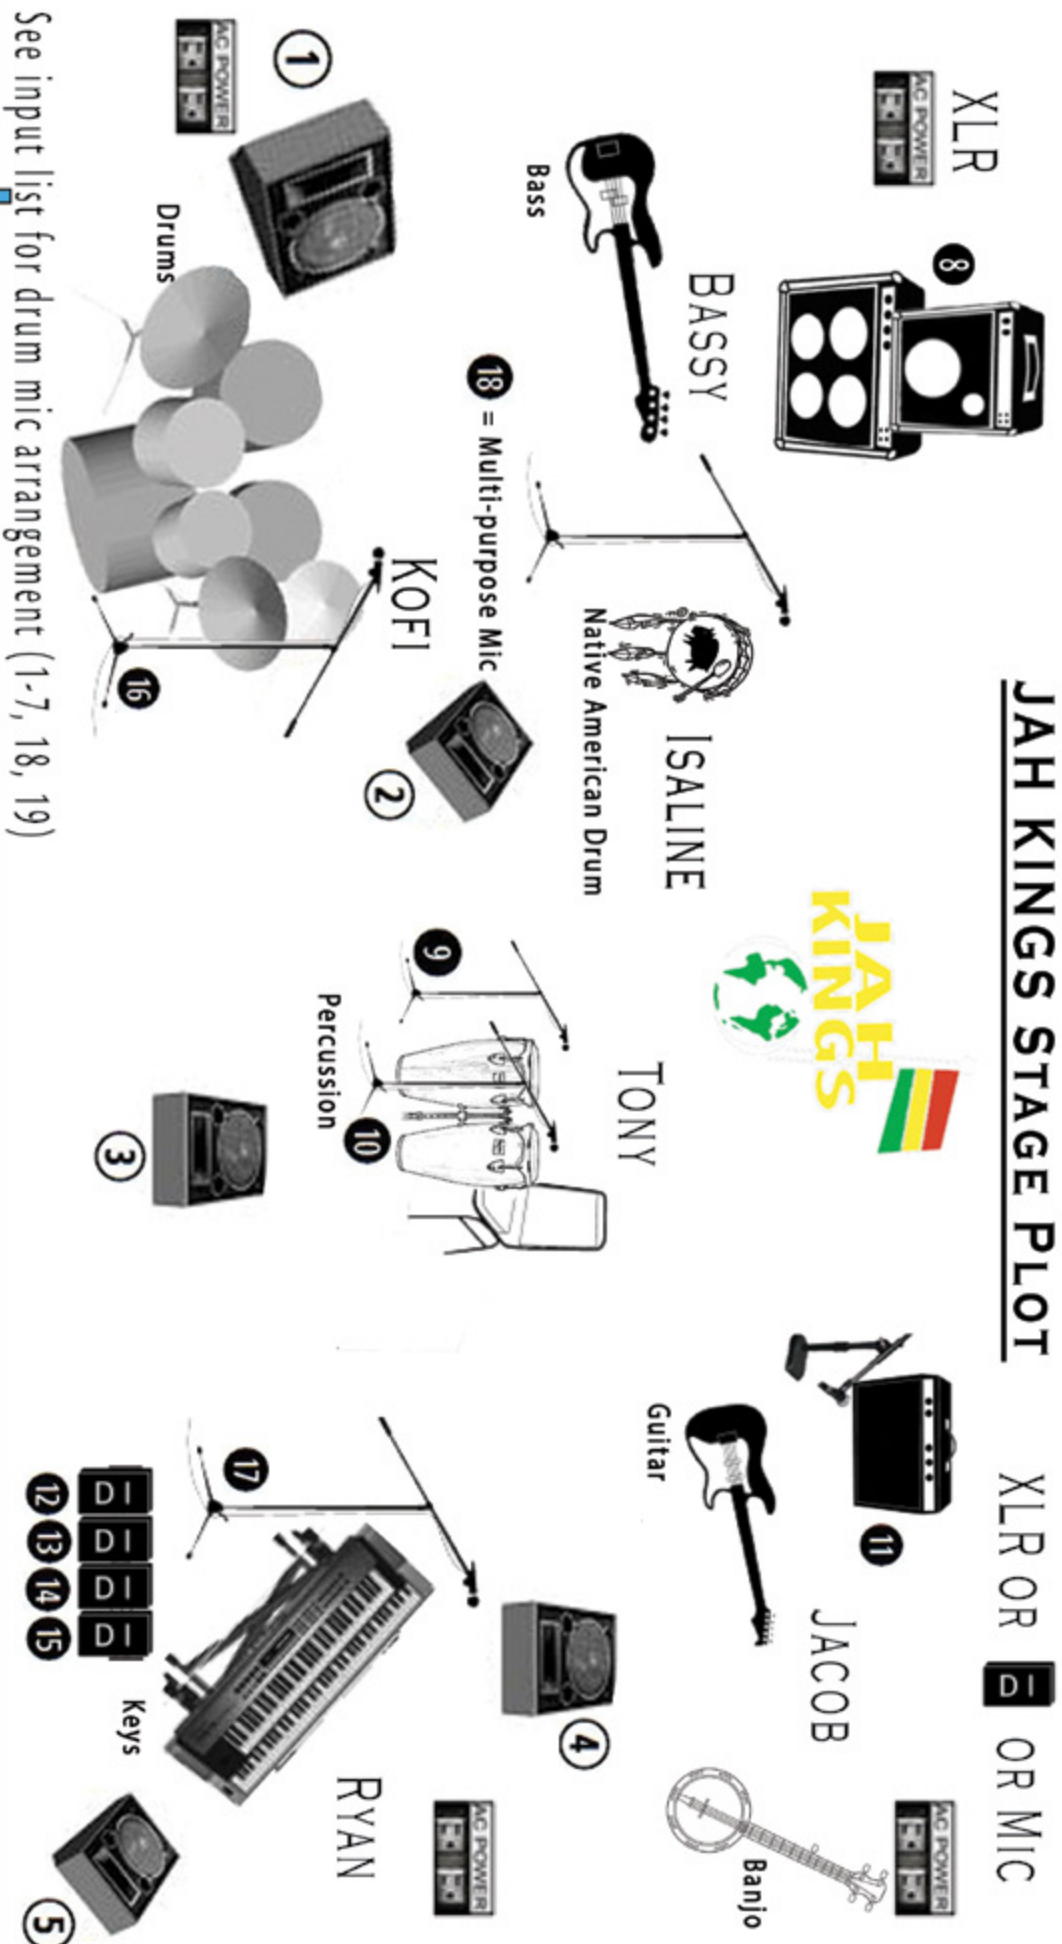 JAH KINGS STAGE PLOT
XLR
AC POWER
8
XLR OR DI OR MIC
AC POWER
JAH
KINGS
11
BASSY
Bass
ISALINE
Native American Drum
18 = Multi-purpose Mic
TONY
9
10
Percussion
JACOB
Guitar
Banjo
4
1
AC POWER
Drums
KOFI
16
2
3
17
RYAN
AC POWER
Keys
DI DI DI DI
12 13 14 15
5
See input list for drum mic arrangement (1-7, 18, 19)